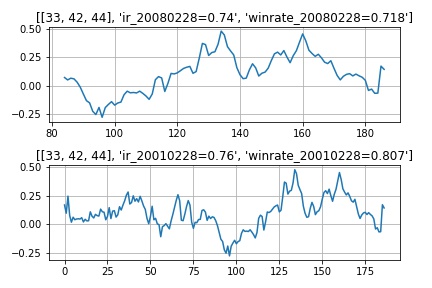 [[33, 42, 44], 'ir_20080228=0.74', 'winrate_20080228=0.718']
0.50
0.25
0.00
−0.25
80 100 120 140 160 180
[[33, 42, 44], 'ir_20010228=0.76', 'winrate_20010228=0.807']
0.50
0.25
0.00
−0.25
0 25 50 75 100 125 150 175